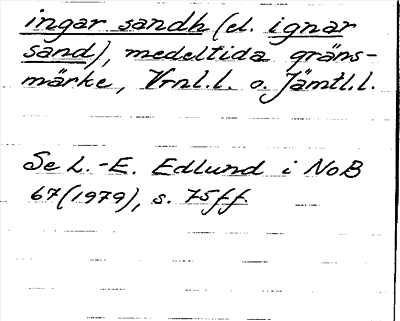 ingar sandh (el. ignar
sand), medeltida gräns-
märke, Vrml.l. o. Jämtl.l.
Se L.-E. Edlund i NoB
67 (1979), s. 75ff.